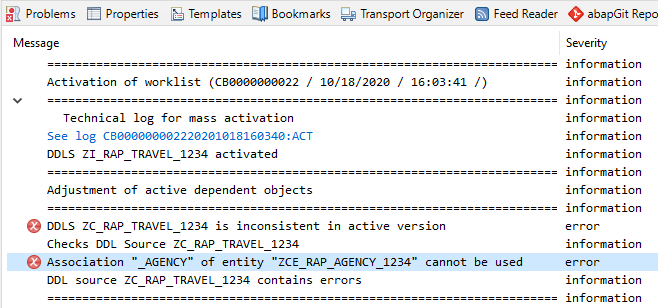 Problems Properties Templates Bookmarks Transport Organizer Feed Reader abapGit Repo
Message Severity
========================================================================= information
Activation of worklist (CB0000000022 / 10/18/2020 / 16:03:41 /) information
========================================================================= information
Technical log for mass activation information
See log CB000000002220201018160340:ACT information
DDLS ZI_RAP_TRAVEL_1234 activated information
========================================================================= information
Adjustment of active dependent objects information
========================================================================= information
DDLS ZC_RAP_TRAVEL_1234 is inconsistent in active version error
Checks DDL Source ZC_RAP_TRAVEL_1234 information
Association "_AGENCY" of entity "ZCE_RAP_AGENCY_1234" cannot be used error
DDL source ZC_RAP_TRAVEL_1234 contains errors information
========================================================================= information